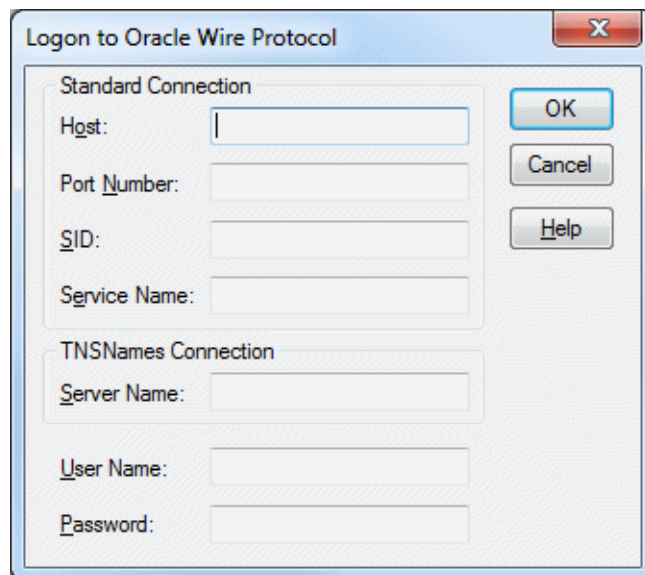 Logon to Oracle Wire Protocol
Standard Connection
Host:
OK
Port Number:
Cancel
SID:
Help
Service Name:
TNSNames Connection
Server Name:
User Name:
Password: